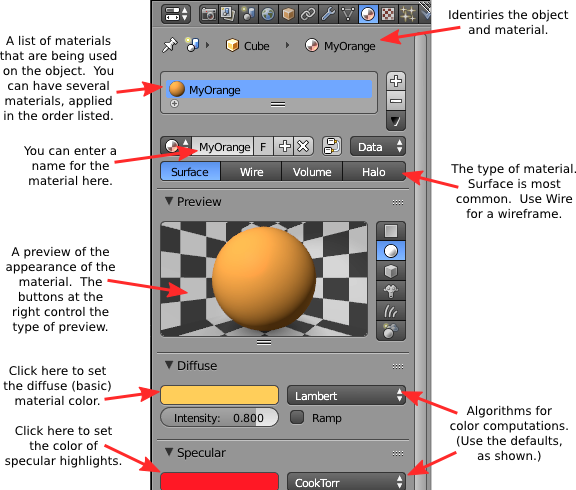 Identiries the object
and material.
A list of materials
that are being used
on the object.  You
can have several
materials, applied
in the order listed.
Cube
MyOrange
MyOrange
You can enter a
name for the
material here.
MyOrange
F
Data
Surface
Wire
Volume
Halo
The type of material.
Surface is most
common.  Use Wire
for a wireframe.
Preview
A preview of the
appearance of the
material.  The
buttons at the
right control the
type of preview.
Diffuse
Click here to set
the diffuse (basic)
material color.
Lambert
Intensity: 0.800
Ramp
Algorithms for
color computations.
(Use the defaults,
as shown.)
Click here to set
the color of
specular highlights.
Specular
CookTorr